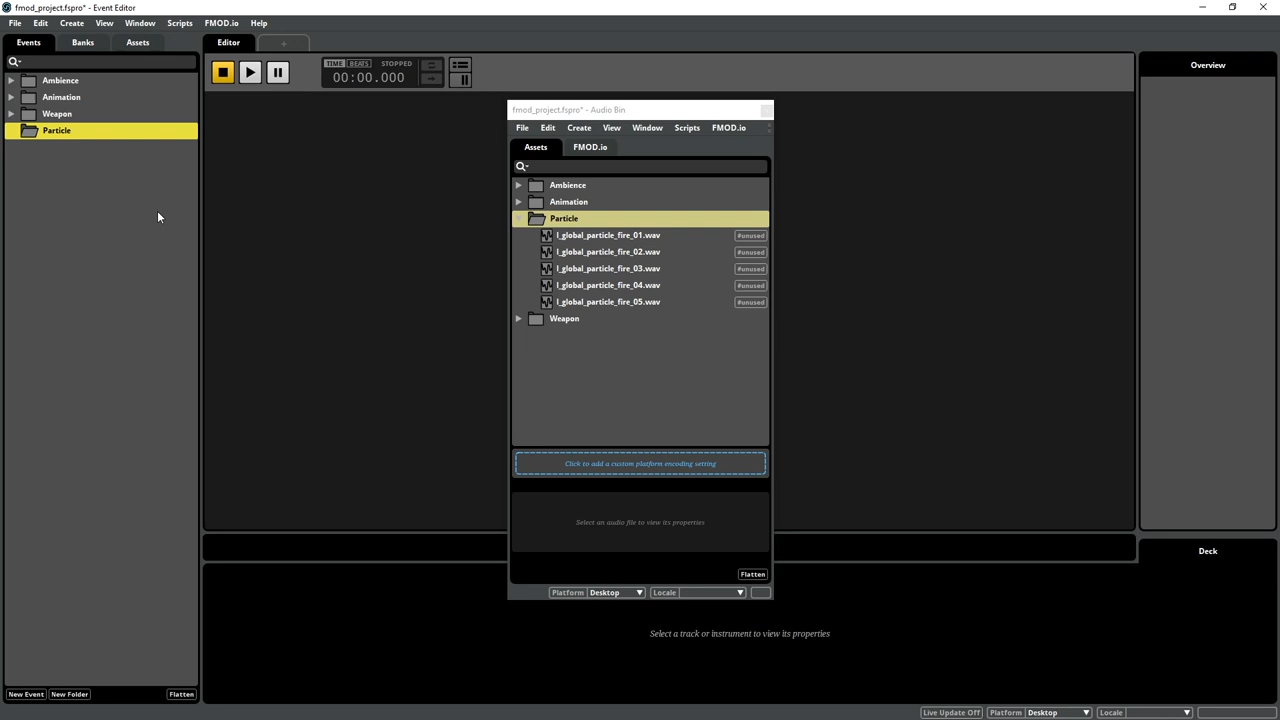 fmod_project.fspro* - Event Editor
File Edit Create View Window Scripts FMOD.io Help
Events Banks Assets Editor +
TIME BEATS STOPPED
00:00.000
Overview
Ambience
Animation
Weapon
Particle
fmod_project.fspro* - Audio Bin
File Edit Create View Window Scripts FMOD.io
Assets FMOD.io
Ambience
Animation
Particle
l_global_particle_fire_01.wav #unused
l_global_particle_fire_02.wav #unused
l_global_particle_fire_03.wav #unused
l_global_particle_fire_04.wav #unused
l_global_particle_fire_05.wav #unused
Weapon
Click to add a custom platform encoding setting
Select an audio file to view its properties
Flatten
Platform Desktop Locale
Deck
Select a track or instrument to view its properties
New Event New Folder Flatten
Live Update Off Platform Desktop Locale